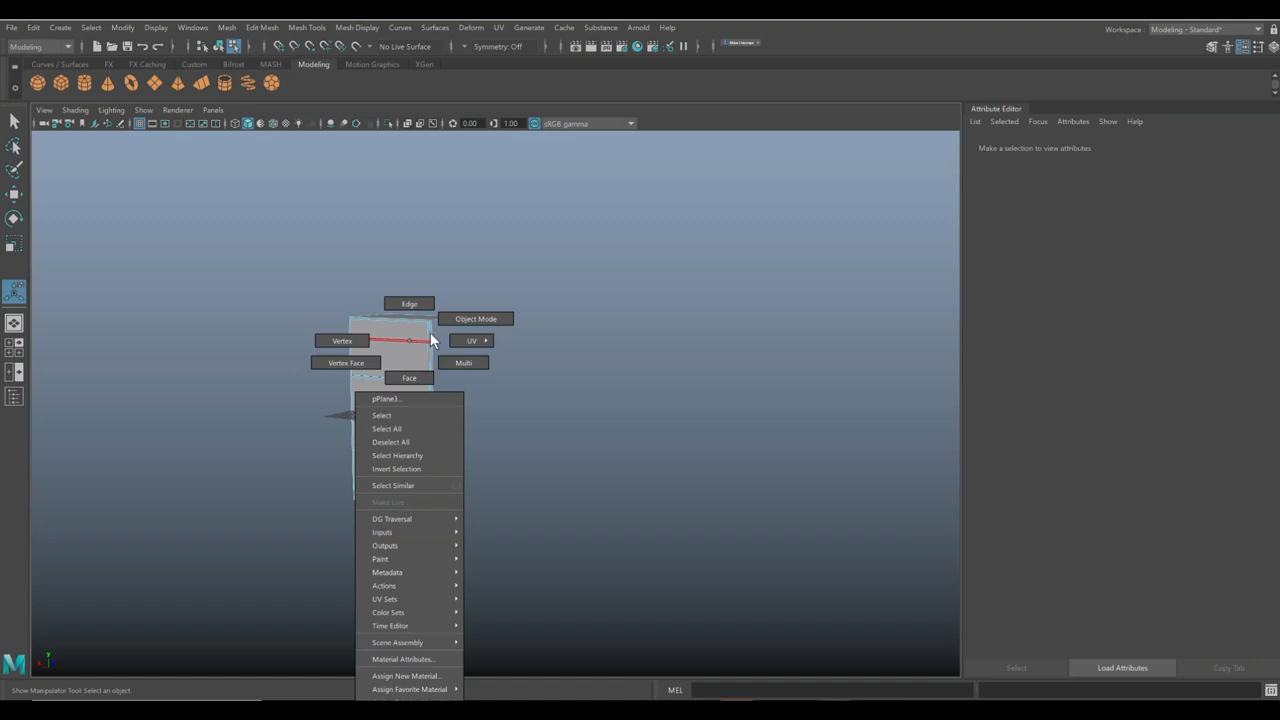 File Edit Create Select Modify Display Windows Mesh Edit Mesh Mesh Tools Mesh Display Curves Surfaces Deform UV Generate Cache Substance Arnold Help
Workspace : Modeling - Standard*
Modeling No Live Surface Symmetry: Off
Curves / Surfaces FX FX Caching Custom Bifrost MASH Modeling Motion Graphics XGen
View Shading Lighting Show Renderer Panels
0.00 1.00 sRGB gamma
Attribute Editor
List Selected Focus Attributes Show Help
Make a selection to view attributes
Edge
Object Mode
Vertex UV
Vertex Face Multi
Face
pPlane3...
Select
Select All
Deselect All
Select Hierarchy
Invert Selection
Select Similar
Make Live
DG Traversal
Inputs
Outputs
Paint
Metadata
Actions
UV Sets
Color Sets
Time Editor
Scene Assembly
Material Attributes...
Assign New Material...
Assign Favorite Material
y
x
M
Select Load Attributes Copy Tab
Show Manipulator Tool: Select an object.
MEL